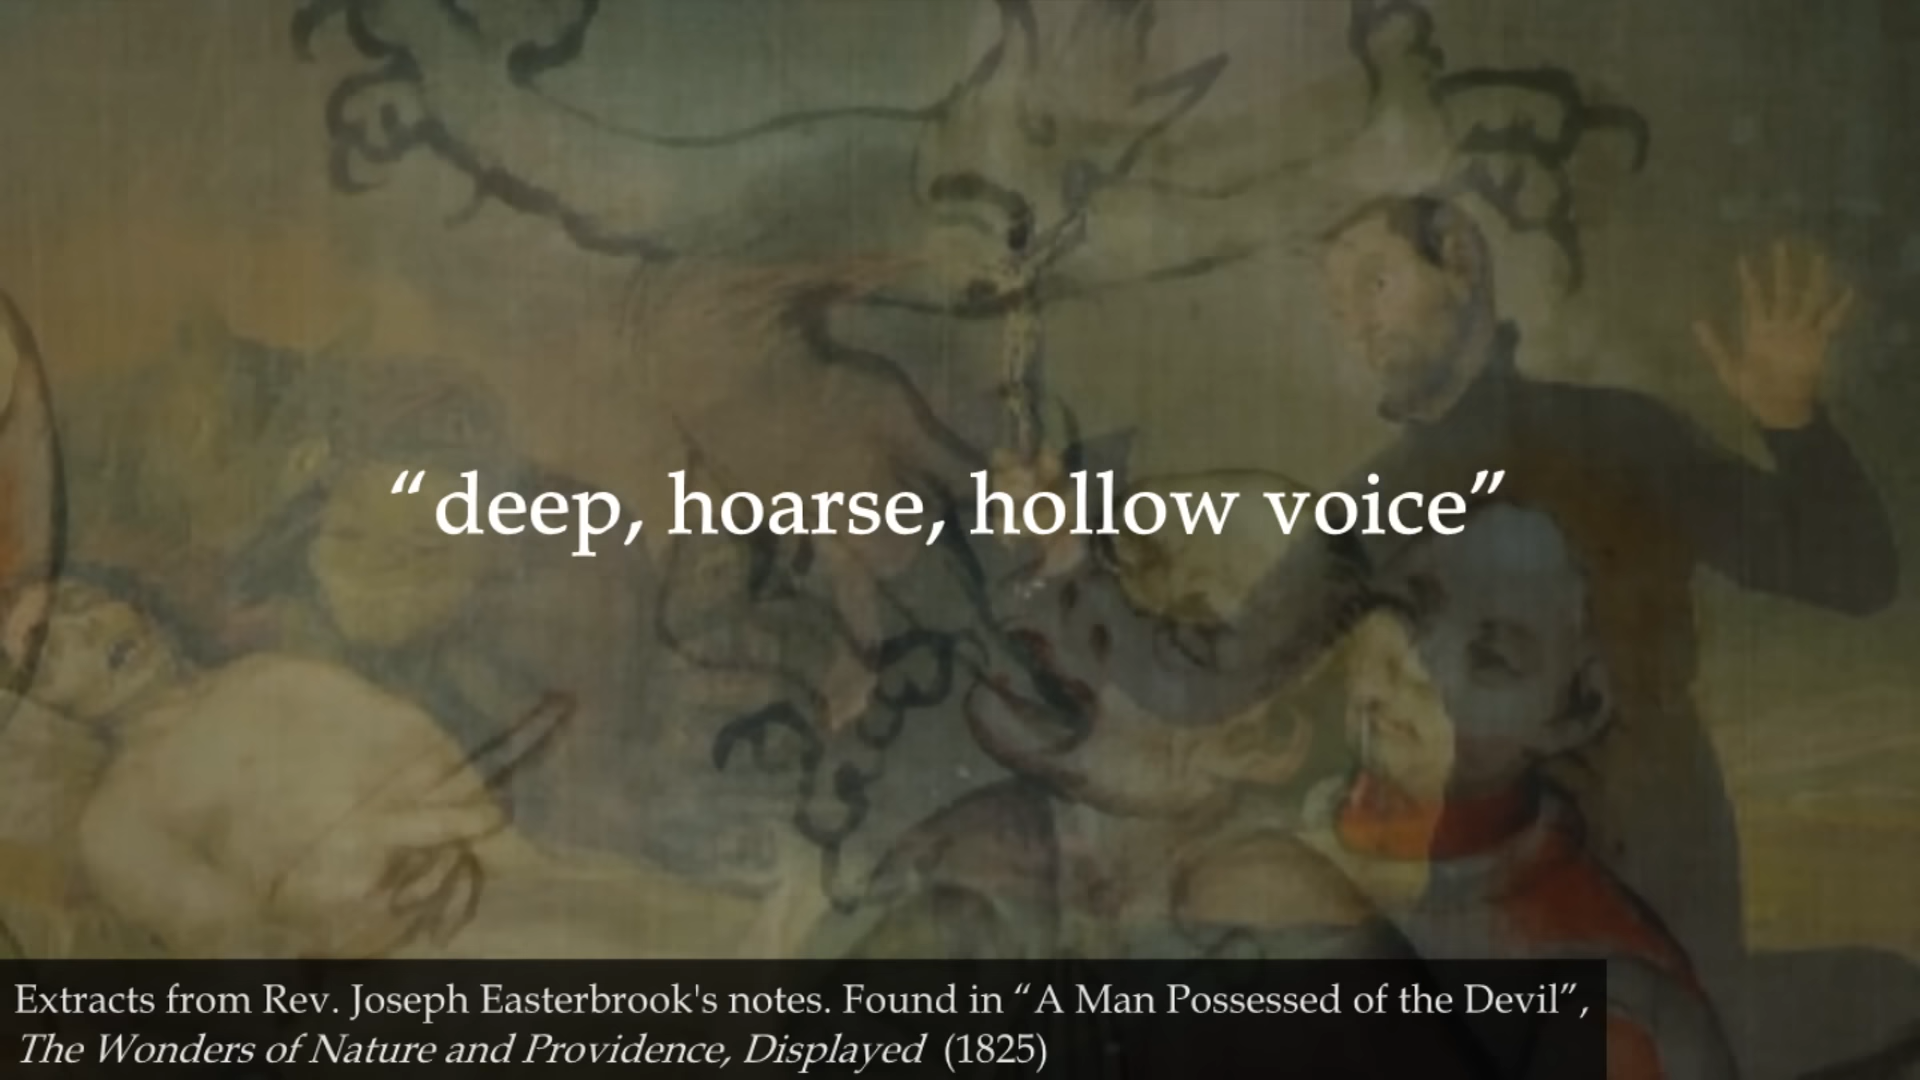 “deep, hoarse, hollow voice”
Extracts from Rev. Joseph Easterbrook's notes. Found in “A Man Possessed of the Devil”,
The Wonders of Nature and Providence, Displayed (1825)